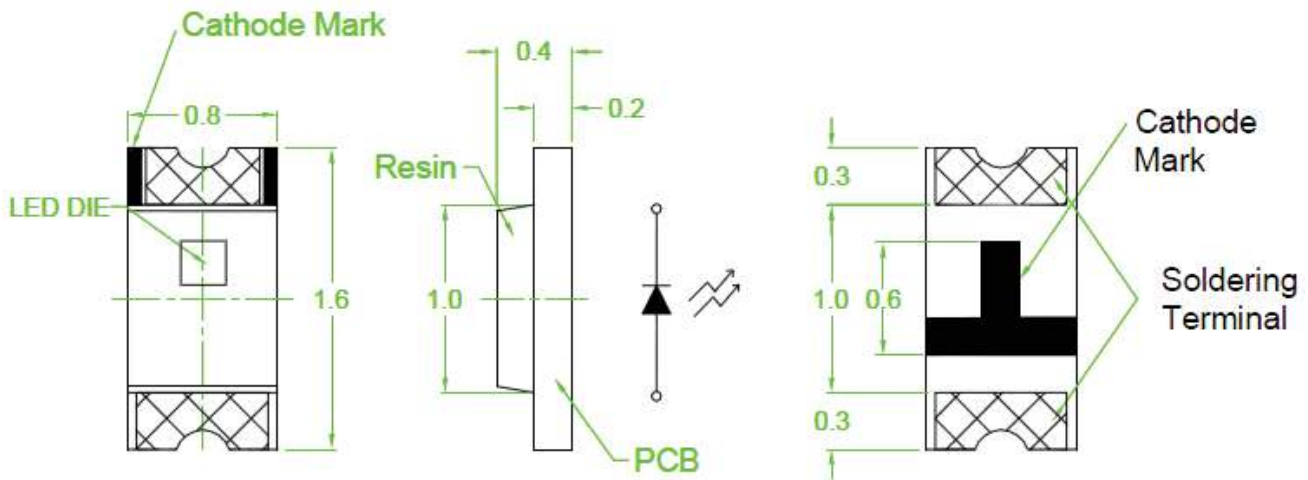 Cathode Mark
0.8
LED DIE
1.6
0.4
0.2
Resin
1.0
PCB
Cathode
Mark
0.3
1.0
0.6
Soldering
Terminal
0.3